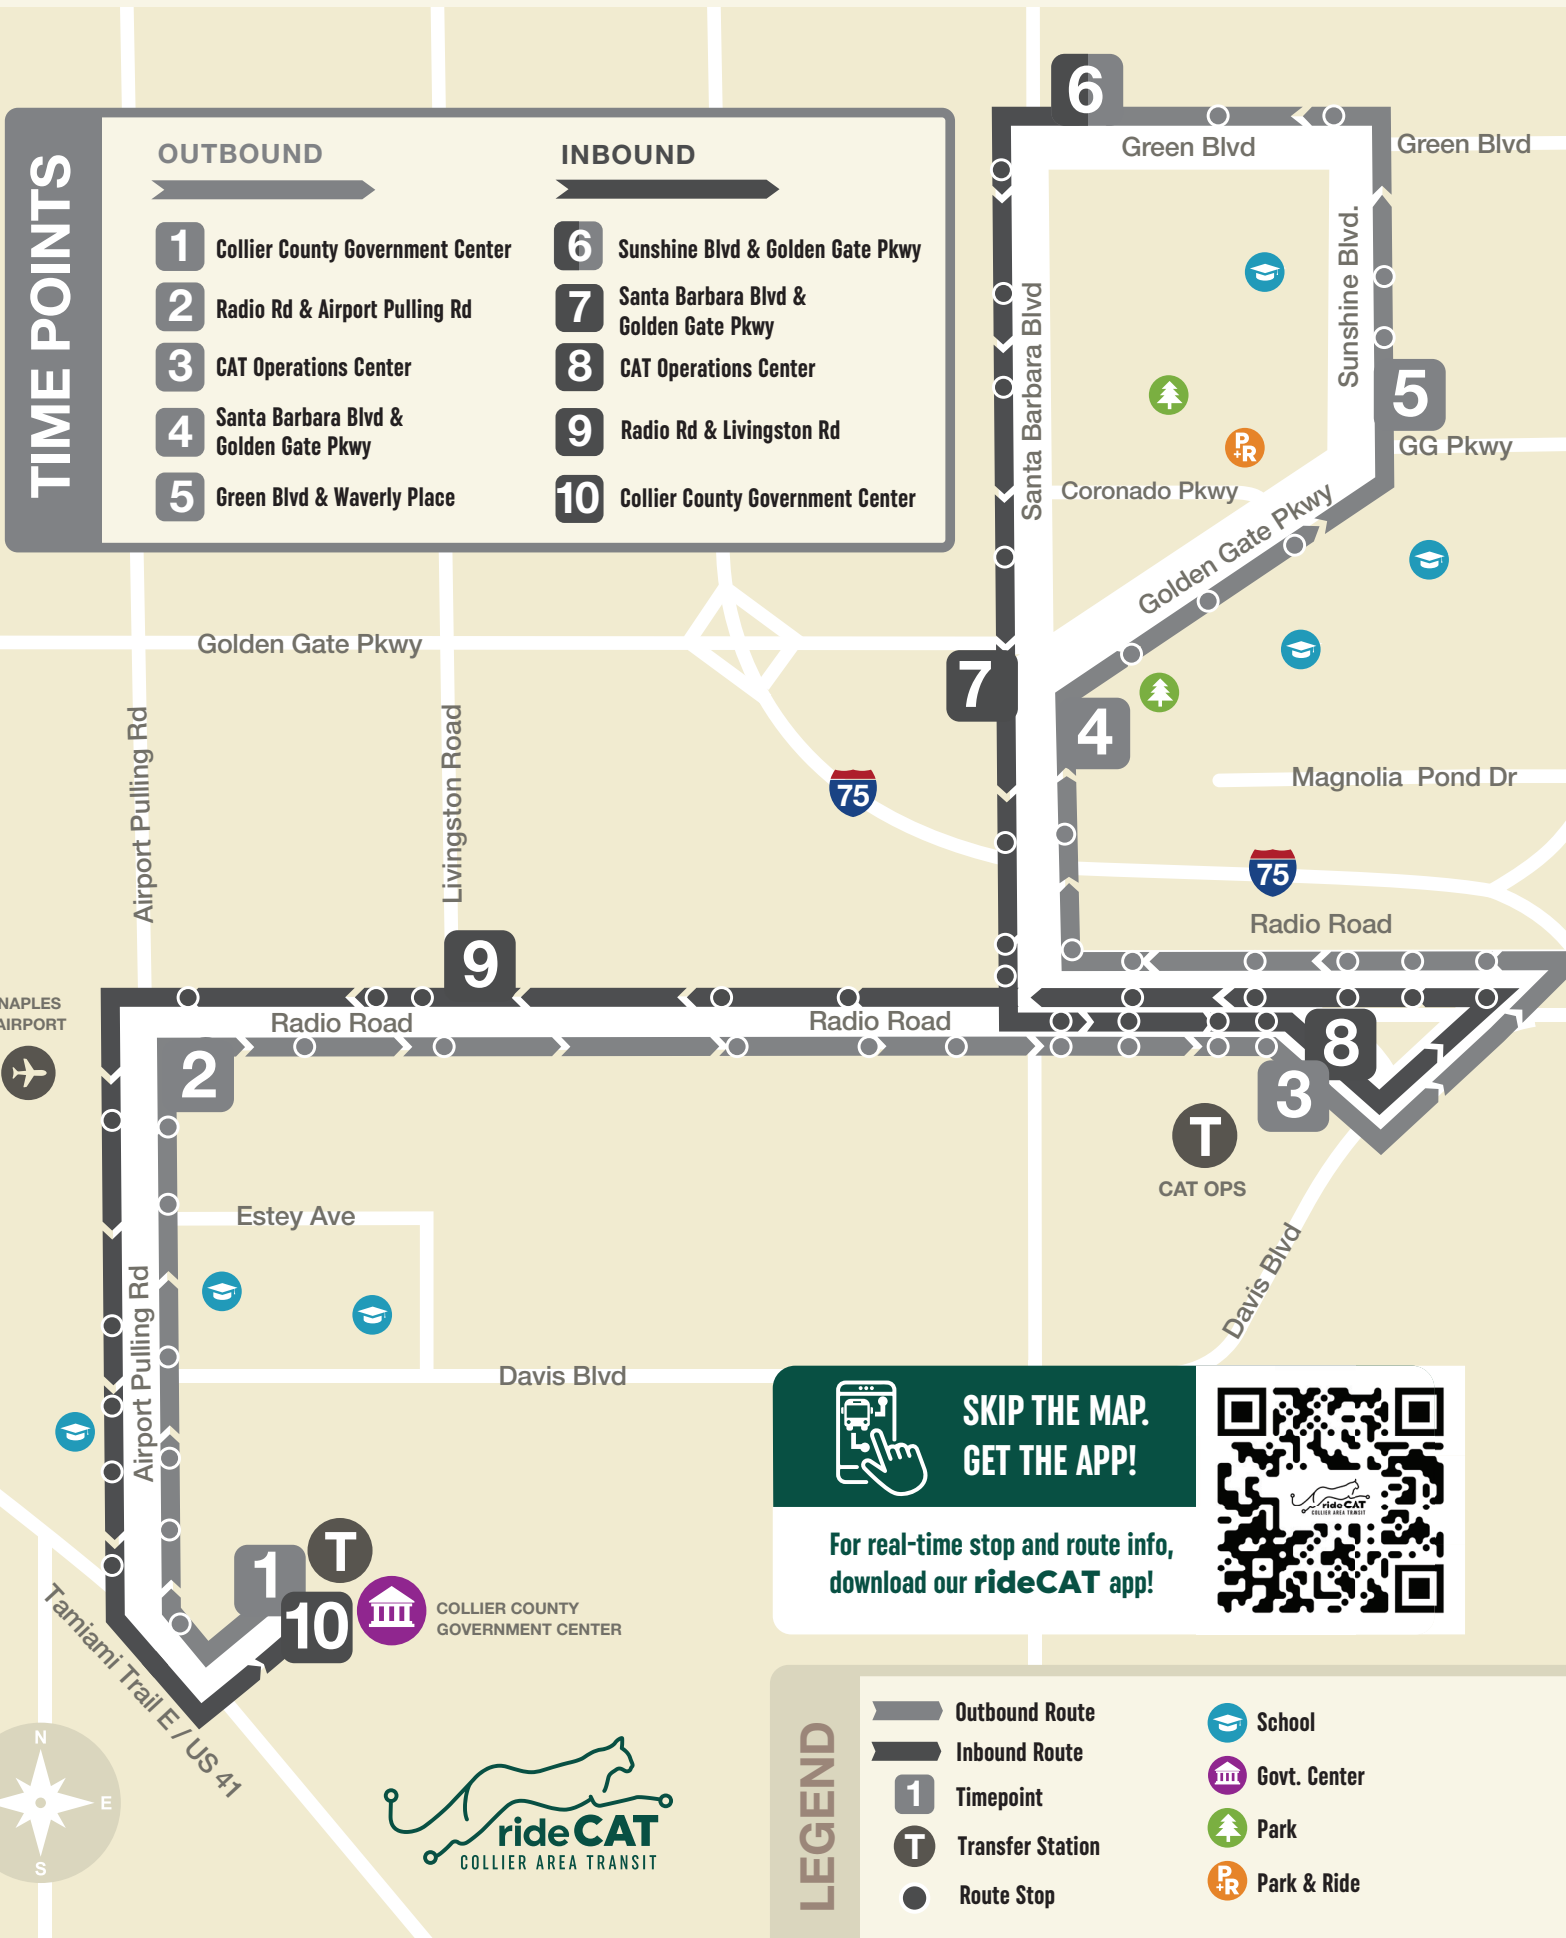 TIME POINTS
OUTBOUND
1 Collier County Government Center
2 Radio Rd & Airport Pulling Rd
3 CAT Operations Center
4 Santa Barbara Blvd &
Golden Gate Pkwy
5 Green Blvd & Waverly Place
INBOUND
6 Sunshine Blvd & Golden Gate Pkwy
7 Santa Barbara Blvd &
Golden Gate Pkwy
8 CAT Operations Center
9 Radio Rd & Livingston Rd
10 Collier County Government Center
6
Green Blvd
Green Blvd
Sunshine Blvd.
Santa Barbara Blvd
5
P+R
GG Pkwy
Coronado Pkwy
Golden Gate Pkwy
Golden Gate Pkwy
7
4
Airport Pulling Rd
Livingston Road
75
Magnolia Pond Dr
75
Radio Road
9
NAPLES
AIRPORT
Radio Road
Radio Road
2
8
3
T
CAT OPS
Estey Ave
Davis Blvd
Airport Pulling Rd
Davis Blvd
1
T
10
COLLIER COUNTY
GOVERNMENT CENTER
Tamiami Trail E / US 41
N
E
S
rideCAT
COLLIER AREA TRANSIT
SKIP THE MAP.
GET THE APP!
For real-time stop and route info,
download our rideCAT app!
rideCAT
COLLIER AREA TRANSIT
LEGEND
Outbound Route
Inbound Route
1 Timepoint
T Transfer Station
Route Stop
School
Govt. Center
Park
P+R Park & Ride